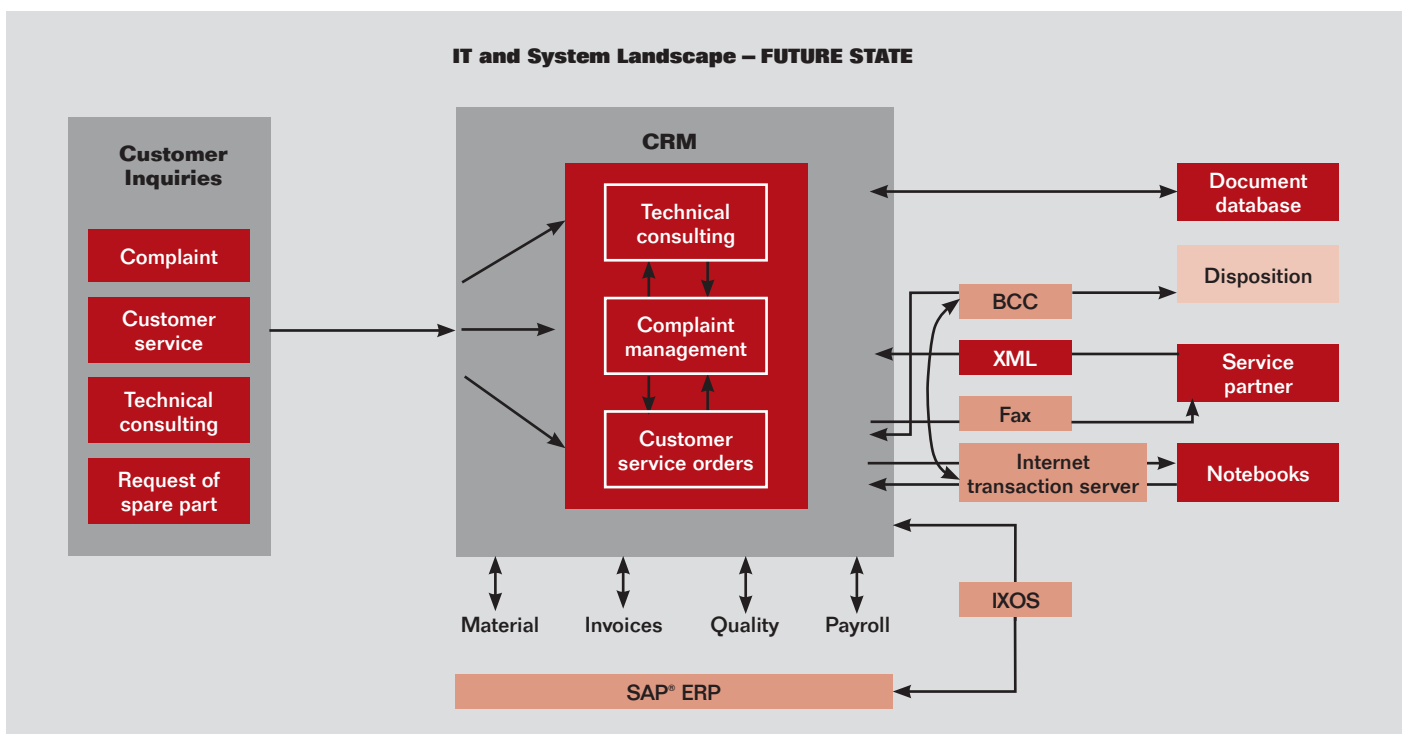 IT and System Landscape – FUTURE STATE
Customer
Inquiries
Complaint
Customer
service
Technical
consulting
Request of
spare part
CRM
Technical
consulting
Complaint
management
Customer
service orders
Material
Invoices
Quality
Payroll
SAP® ERP
BCC
XML
Fax
Internet
transaction server
IXOS
Document
database
Disposition
Service
partner
Notebooks